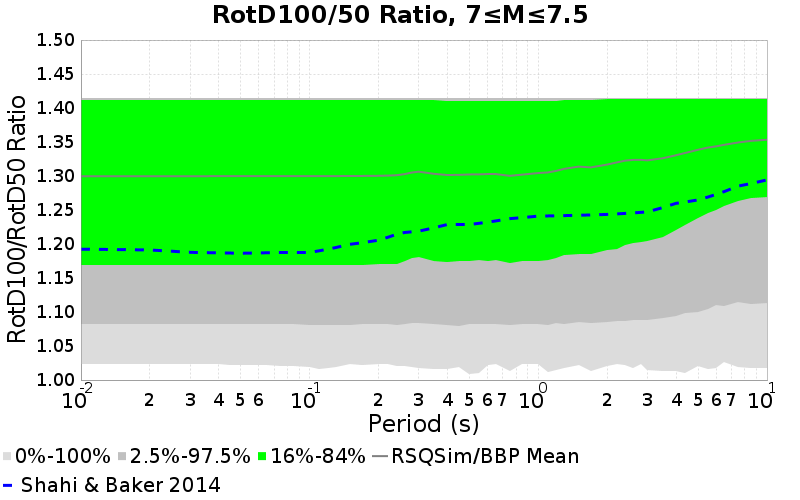 RotD100/50 Ratio, 7≤M≤7.5
RotD100/RotD50 Ratio
1.50
1.45
1.40
1.35
1.30
1.25
1.20
1.15
1.10
1.05
1.00
10⁻² 2 3 4 5 6 10⁻¹ 2 3 4 5 6 7 10⁰ 2 3 4 5 6 7 10¹
Period (s)
0%-100% 2.5%-97.5% 16%-84% RSQSim/BBP Mean
Shahi & Baker 2014